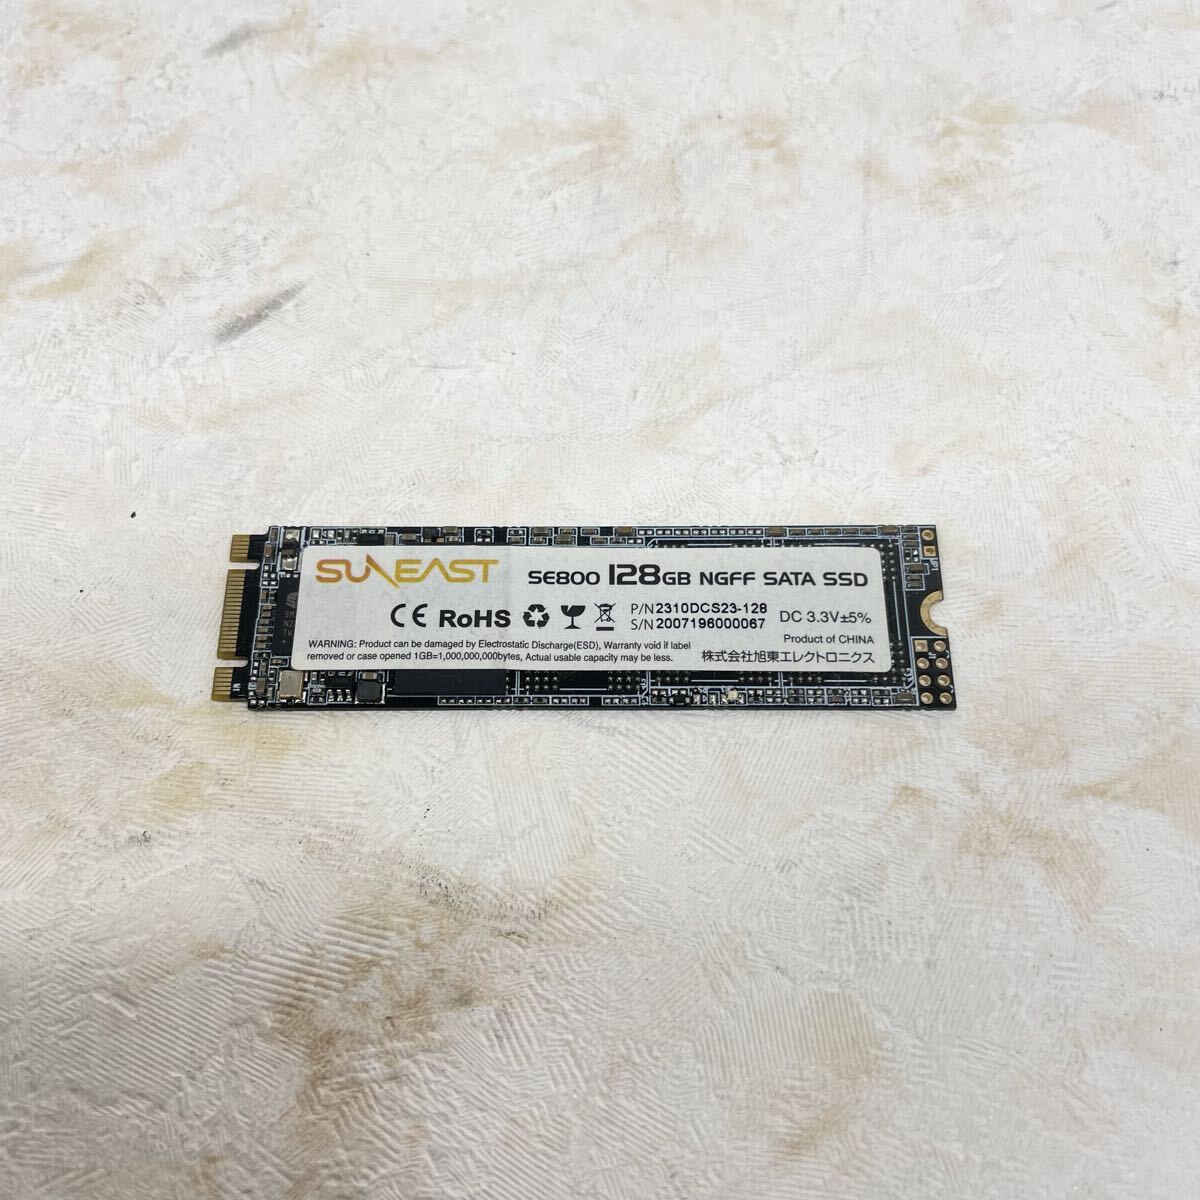 SUNEAST
SE800 128GB NGFF SATA SSD
CE RoHS
P/N 2310DCS23-128
S/N 2007196000067
DC 3.3V±5%
Product of CHINA
WARNING: Product can be damaged by Electrostatic Discharge(ESD), Warranty void if label
removed or case opened 1GB=1,000,000,000bytes, Actual usable capacity may be less.
株式会社旭東エレクトロニクス
SM
N2
TW